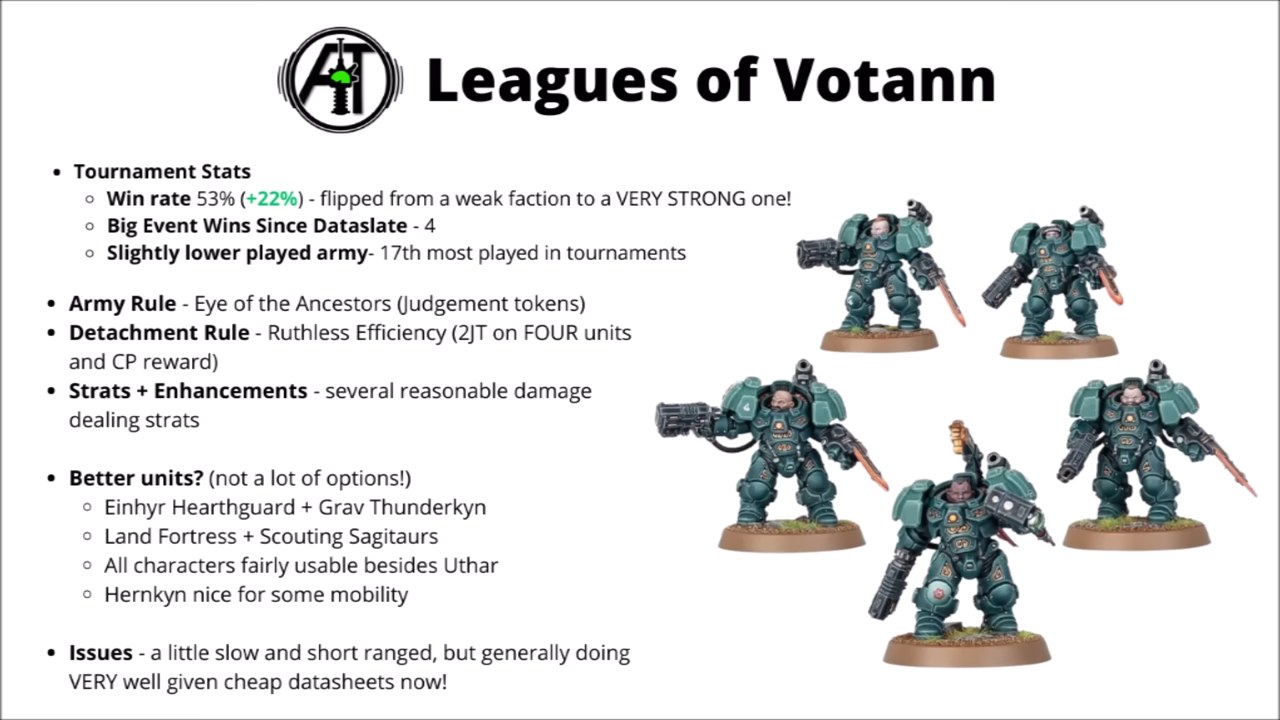 AT
Leagues of Votann
• Tournament Stats
◦ Win rate 53% (+22%) - flipped from a weak faction to a VERY STRONG one!
◦ Big Event Wins Since Dataslate - 4
◦ Slightly lower played army- 17th most played in tournaments
• Army Rule - Eye of the Ancestors (Judgement tokens)
• Detachment Rule - Ruthless Efficiency (2JT on FOUR units
and CP reward)
• Strats + Enhancements - several reasonable damage
dealing strats
• Better units? (not a lot of options!)
◦ Einhyr Hearthguard + Grav Thunderkyn
◦ Land Fortress + Scouting Sagitaurs
◦ All characters fairly usable besides Uthar
◦ Hernkyn nice for some mobility
• Issues - a little slow and short ranged, but generally doing
VERY well given cheap datasheets now!